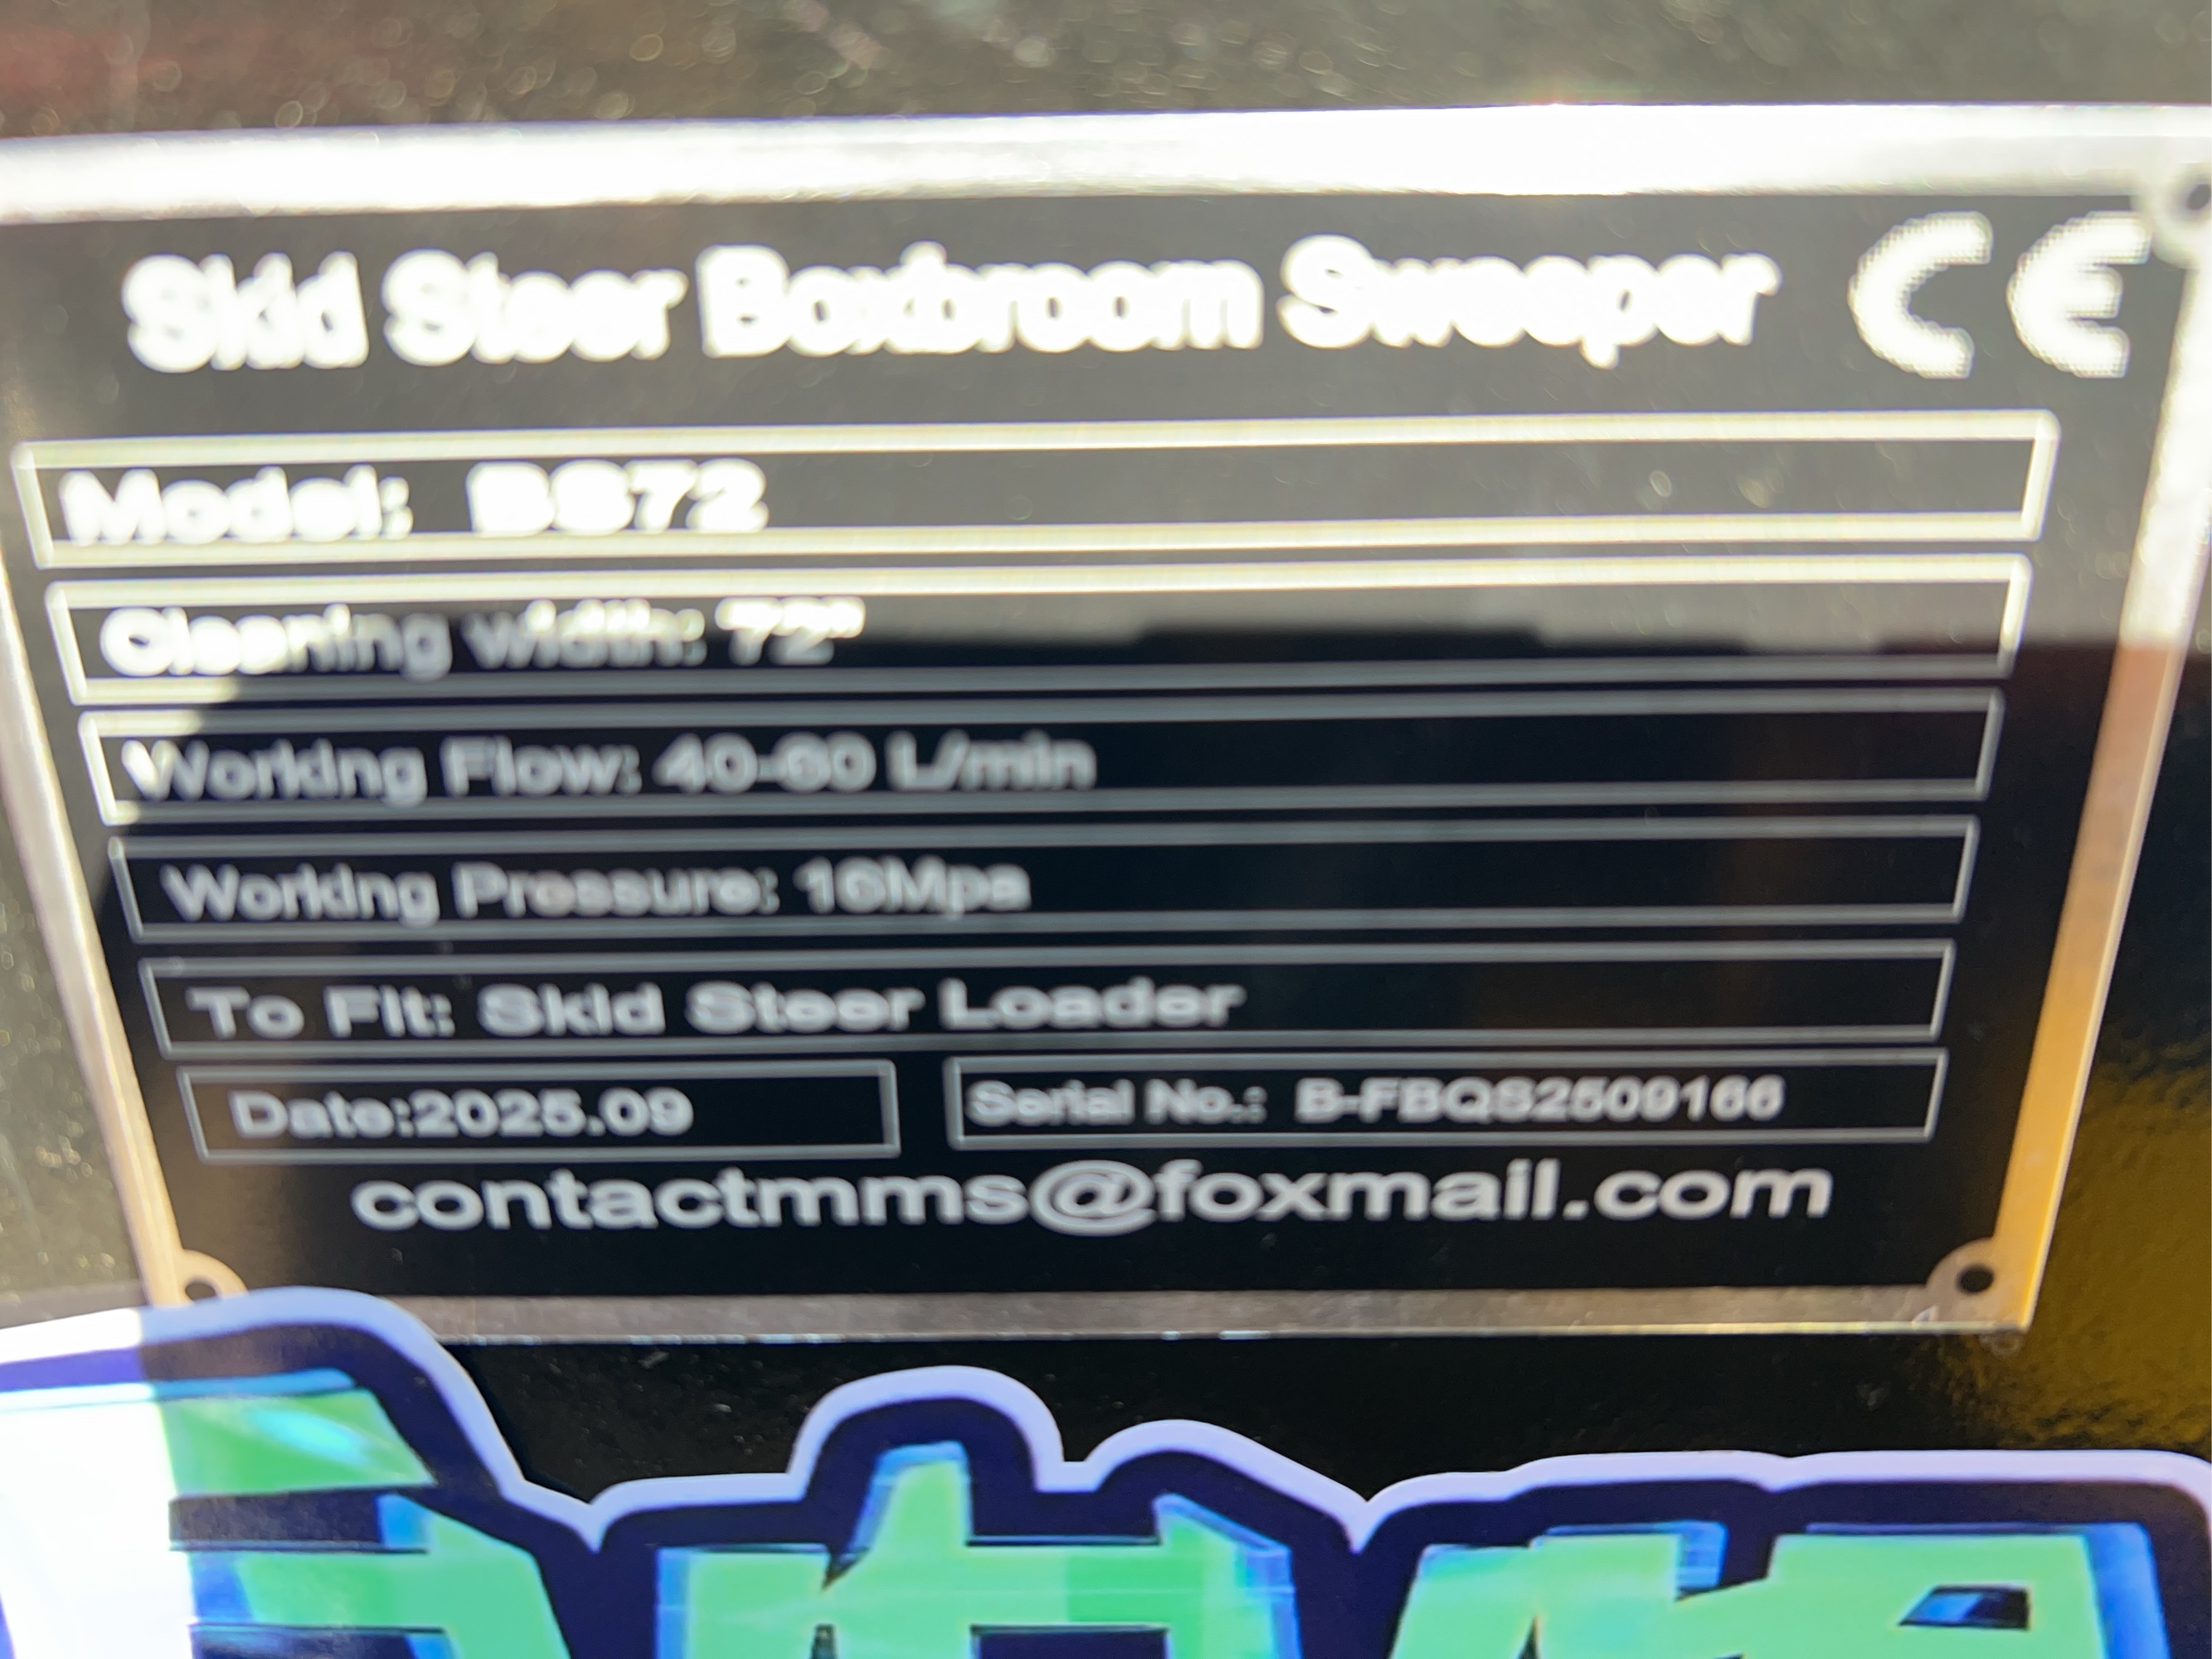 Skid Steer Boxbroom Sweeper CE
Model: BS72
Cleaning width: 72"
Working Flow: 40-60 L/min
Working Pressure: 16Mpa
To Fit: Skid Steer Loader
Date:2025.09
Serial No.: B-FBQS2509166
contactmms@foxmail.com